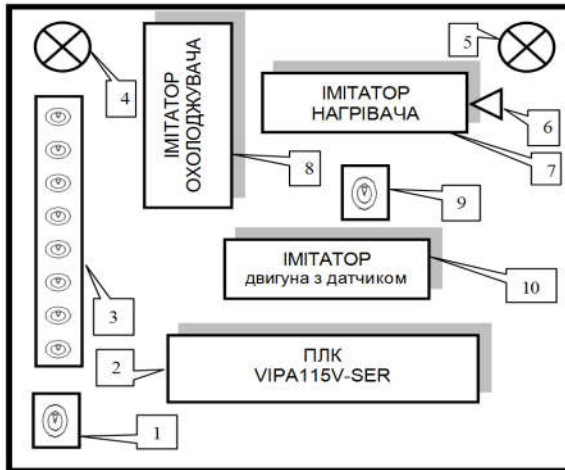 5
4
ІМІТАТОР
ОХОЛОДЖУВАЧА
ІМІТАТОР
НАГРІВАЧА
6
7
8
9
ІМІТАТОР
двигуна з датчиком
10
3
ПЛК
VIPA115V-SER
2
1